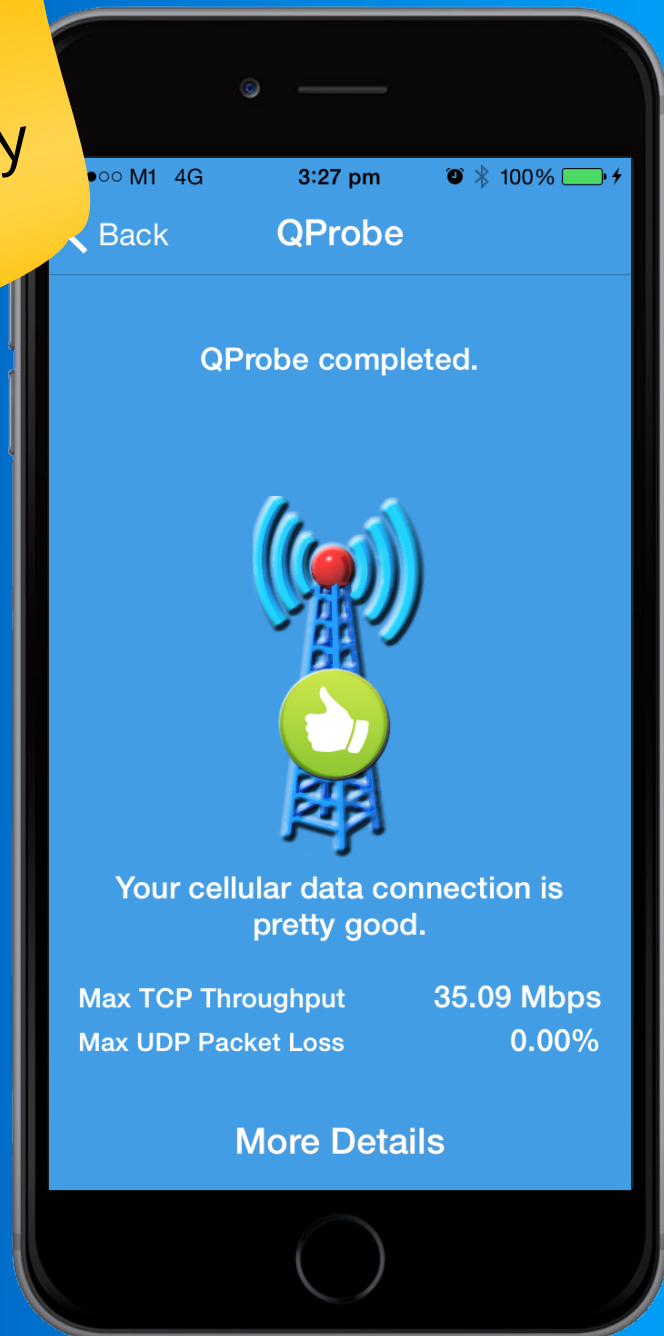 y
M1 4G 3:27 pm 100%
Back QProbe
QProbe completed.
Your cellular data connection is
pretty good.
Max TCP Throughput 35.09 Mbps
Max UDP Packet Loss 0.00%
More Details